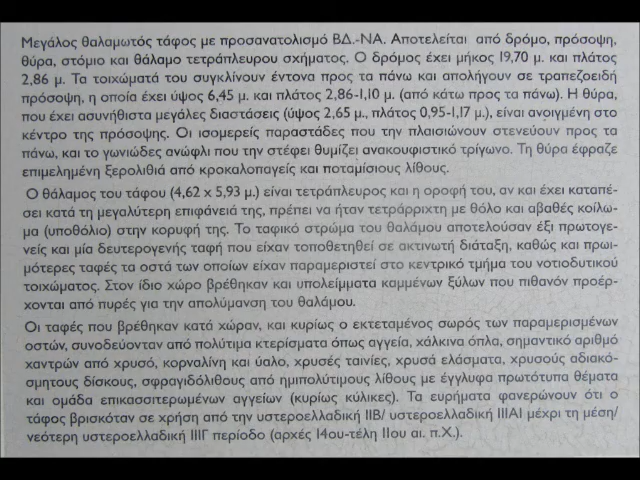 Μεγάλος θαλαμωτός τάφος με προσανατολισμό ΒΔ.-ΝΑ. Αποτελείται από δρόμο, πρόσοψη,
θύρα, στόμιο και θάλαμο τετράπλευρου σχήματος. Ο δρόμος έχει μήκος 19,70 μ. και πλάτος
2,86 μ. Τα τοιχώματά του συγκλίνουν έντονα προς τα πάνω και απολήγουν σε τραπεζοειδή
πρόσοψη, η οποία έχει ύψος 6,45 μ. και πλάτος 2,86-1,10 μ. (από κάτω προς τα πάνω). Η θύρα,
που έχει ασυνήθιστα μεγάλες διαστάσεις (ύψος 2,65 μ., πλάτος 0,95-1,17 μ.), είναι ανοιγμένη στο
κέντρο της πρόσοψης. Οι ισομερείς παραστάδες που την πλαισιώνουν στενεύουν προς τα
πάνω, και το γωνιώδες ανώφλι που την στέφει θυμίζει ανακουφιστικό τρίγωνο. Τη θύρα έφραζε
επιμελημένη ξερολιθιά από κροκαλοπαγείς και ποταμίσιους λίθους.
Ο θάλαμος του τάφου (4,62 x 5,93 μ.) είναι τετράπλευρος και η οροφή του, αν και έχει καταπέ-
σει κατά τη μεγαλύτερη επιφάνειά της, πρέπει να ήταν τετράρριχτη με θόλο και αβαθές κοίλω-
μα (υποθόλιο) στην κορυφή της. Το ταφικό στρώμα του θαλάμου αποτελούσαν έξι πρωτογε-
νείς και μία δευτερογενής ταφή που είχαν τοποθετηθεί σε ακτινωτή διάταξη, καθώς και πρωι-
μότερες ταφές τα οστά των οποίων είχαν παραμεριστεί στο κεντρικό τμήμα του νοτιοδυτικού
τοιχώματος. Στον ίδιο χώρο βρέθηκαν και υπολείμματα καμμένων ξύλων που πιθανόν προέρ-
χονται από πυρές για την απολύμανση του θαλάμου.
Οι ταφές που βρέθηκαν κατά χώραν, και κυρίως ο εκτεταμένος σωρός των παραμερισμένων
οστών, συνοδεύονταν από πολύτιμα κτερίσματα όπως αγγεία, χάλκινα όπλα, σημαντικό αριθμό
χαντρών από χρυσό, κορναλίνη και ύαλο, χρυσές ταινίες, χρυσά ελάσματα, χρυσούς αδιακό-
σμητους δίσκους, σφραγιδόλιθους από ημιπολύτιμους λίθους με έγγλυφα πρωτότυπα θέματα
και ομάδα επικασσιτερωμένων αγγείων (κυρίως κύλικες). Τα ευρήματα φανερώνουν ότι ο
τάφος βρισκόταν σε χρήση από την υστεροελλαδική ΙΙΒ/ υστεροελλαδική ΙΙΙΑΙ μέχρι τη μέση/
νεότερη υστεροελλαδική ΙΙΙΓ περίοδο (αρχές 14ου-τέλη 11ου αι. π.Χ.).